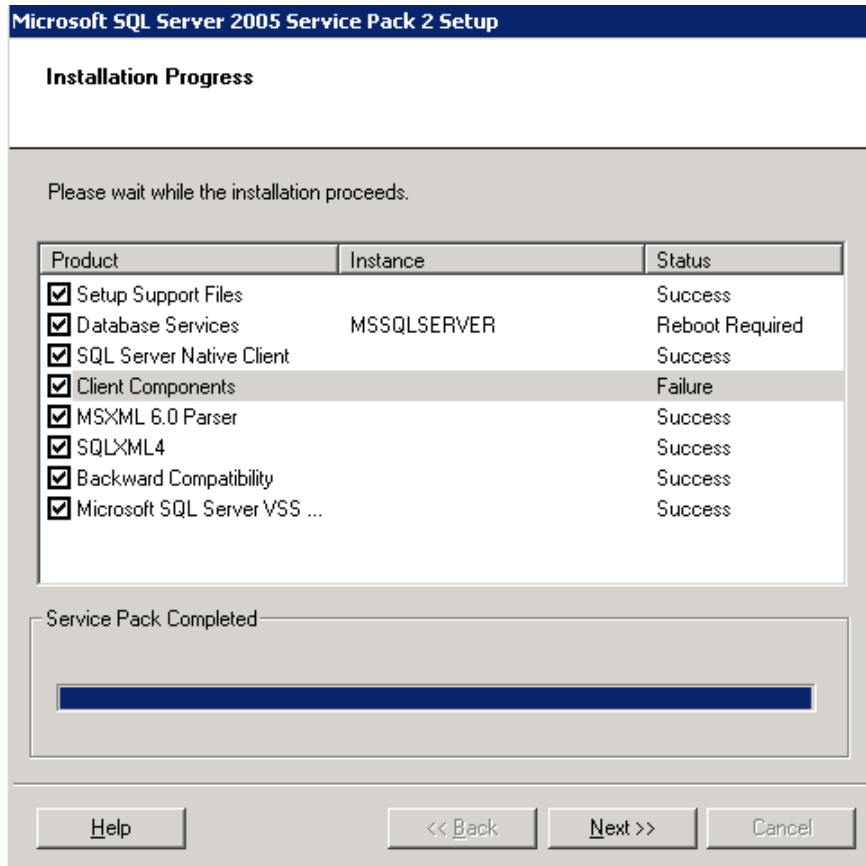 Microsoft SQL Server 2005 Service Pack 2 Setup
Installation Progress
Please wait while the installation proceeds.
Product Instance Status
Setup Support Files Success
Database Services MSSQLSERVER Reboot Required
SQL Server Native Client Success
Client Components Failure
MSXML 6.0 Parser Success
SQLXML4 Success
Backward Compatibility Success
Microsoft SQL Server VSS ... Success
Service Pack Completed
Help << Back Next >> Cancel